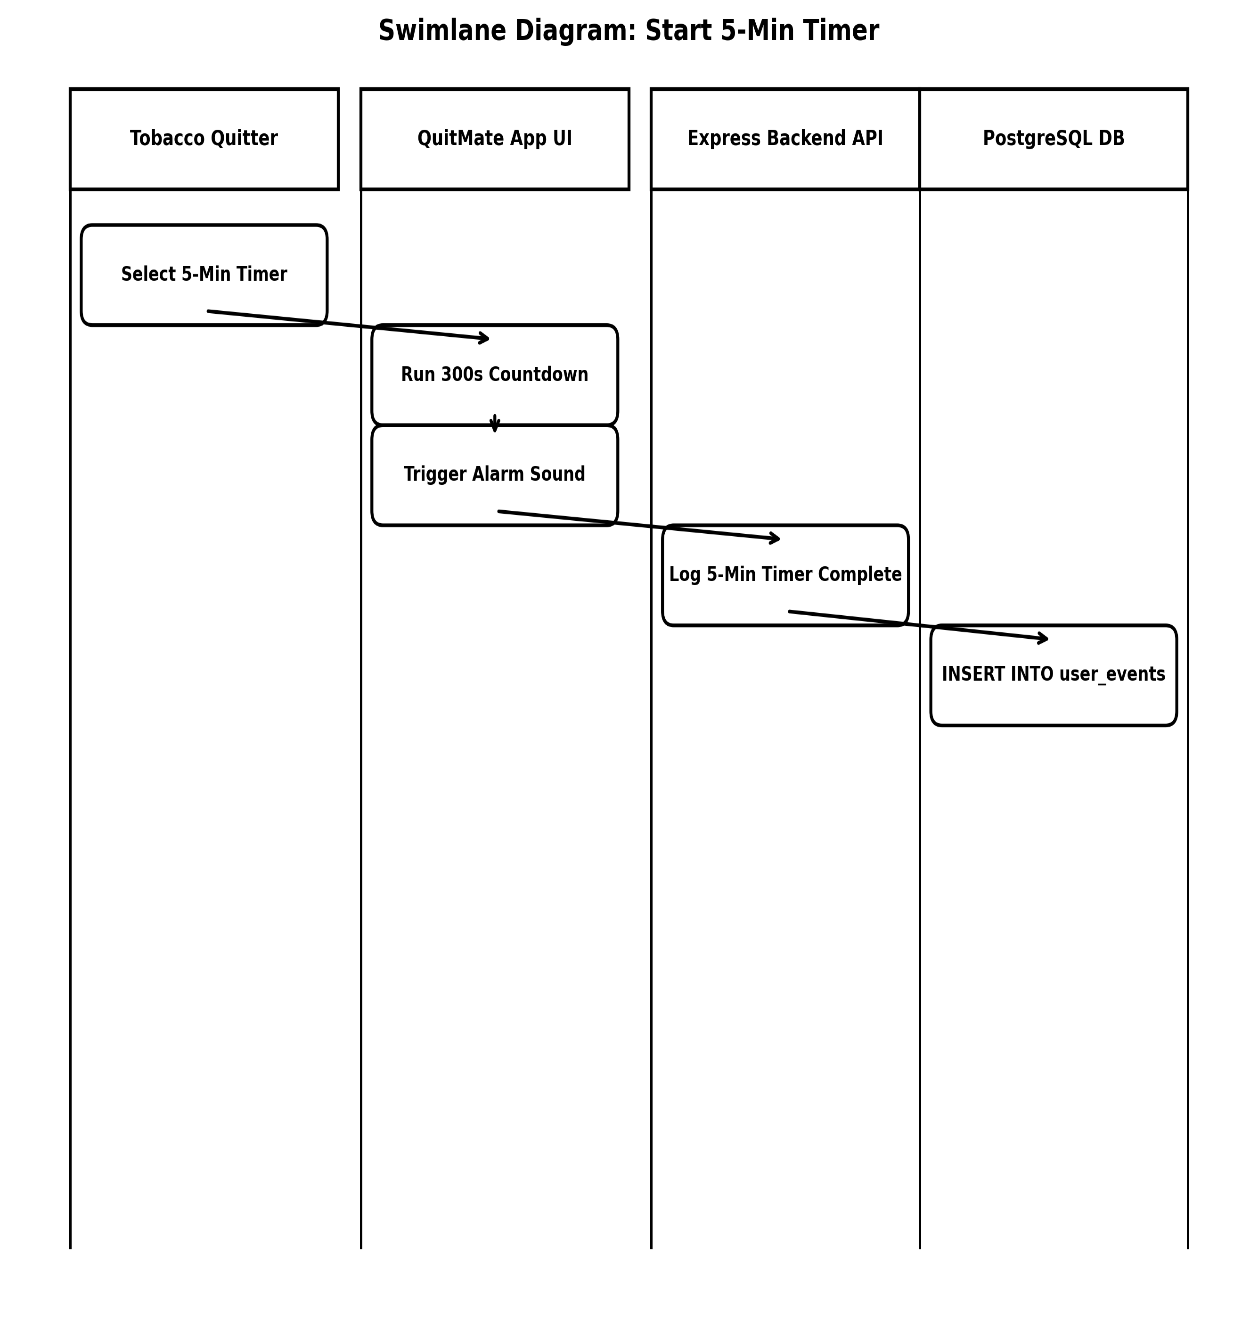 Swimlane Diagram: Start 5-Min Timer
Tobacco Quitter
QuitMate App UI
Express Backend API
PostgreSQL DB
Select 5-Min Timer
Run 300s Countdown
Trigger Alarm Sound
Log 5-Min Timer Complete
INSERT INTO user_events